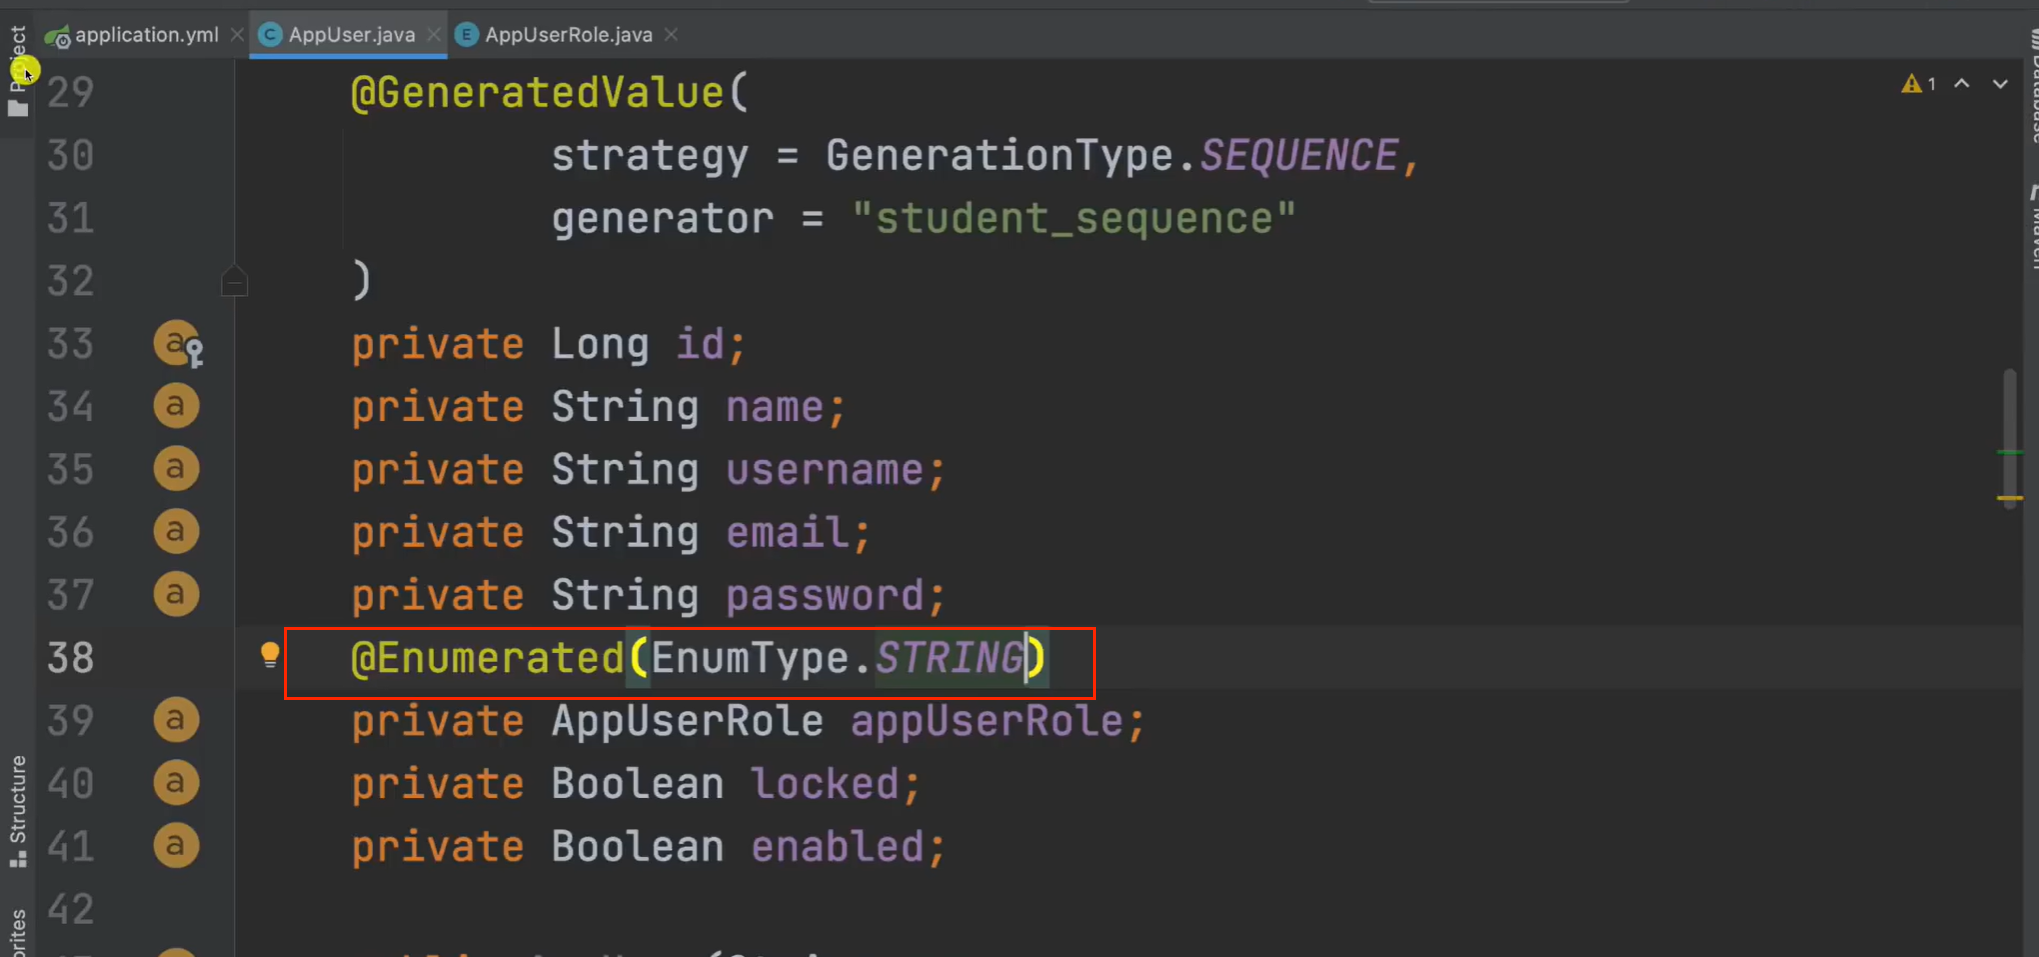 application.yml
AppUser.java
AppUserRole.java
Project
29 @GeneratedValue(
1
30 strategy = GenerationType.SEQUENCE,
31 generator = "student_sequence"
32 )
33 private Long id;
34 private String name;
35 private String username;
36 private String email;
37 private String password;
38 @Enumerated(EnumType.STRING)
39 private AppUserRole appUserRole;
40 private Boolean locked;
41 private Boolean enabled;
42
Structure
Database
Maven